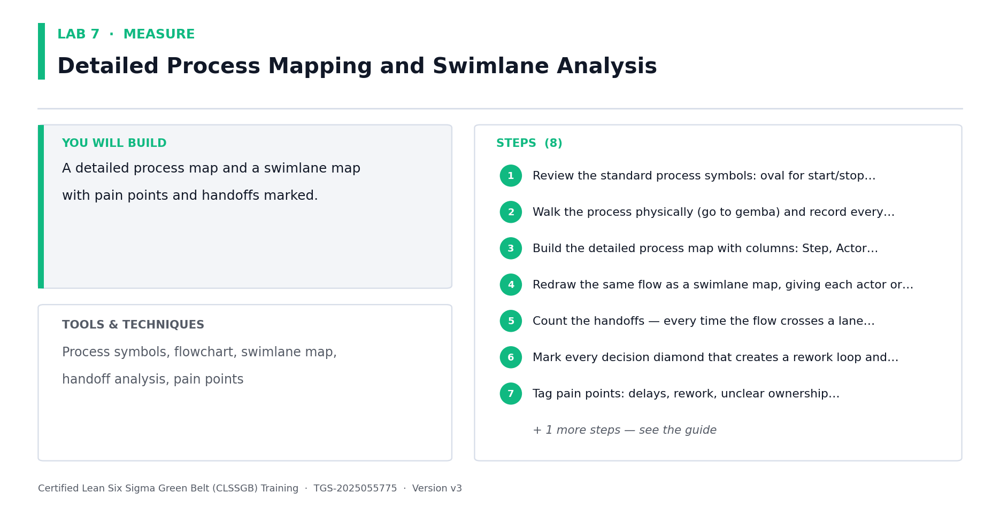 LAB 7 · MEASURE
Detailed Process Mapping and Swimlane Analysis
YOU WILL BUILD
A detailed process map and a swimlane map
with pain points and handoffs marked.
TOOLS & TECHNIQUES
Process symbols, flowchart, swimlane map,
handoff analysis, pain points
STEPS (8)
1 Review the standard process symbols: oval for start/stop…
2 Walk the process physically (go to gemba) and record every…
3 Build the detailed process map with columns: Step, Actor…
4 Redraw the same flow as a swimlane map, giving each actor or…
5 Count the handoffs — every time the flow crosses a lane…
6 Mark every decision diamond that creates a rework loop and…
7 Tag pain points: delays, rework, unclear ownership…
+ 1 more steps — see the guide
Certified Lean Six Sigma Green Belt (CLSSGB) Training · TGS-2025055775 · Version v3